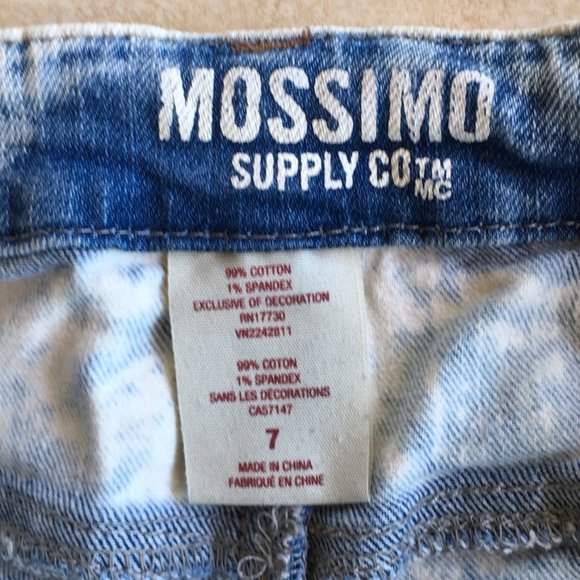 MOSSIMO
SUPPLY CO TM MC
99% COTTON
1% SPANDEX
EXCLUSIVE OF DECORATION
RN17730
VN2242811
99% COTTON
1% SPANDEX
SANS LES DÉCORATIONS
CA57147
7
MADE IN CHINA
FABRIQUÉ EN CHINE